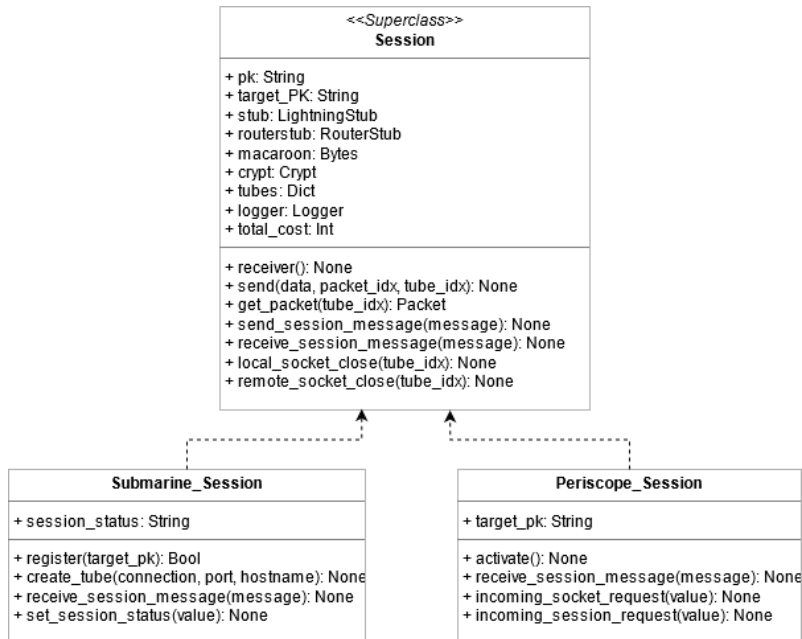 <<Superclass>>
Session
+ pk: String
+ target_PK: String
+ stub: LightningStub
+ routerstub: RouterStub
+ macaroon: Bytes
+ crypt: Crypt
+ tubes: Dict
+ logger: Logger
+ total_cost: Int
+ receiver(): None
+ send(data, packet_idx, tube_idx): None
+ get_packet(tube_idx): Packet
+ send_session_message(message): None
+ receive_session_message(message): None
+ local_socket_close(tube_idx): None
+ remote_socket_close(tube_idx): None
Submarine_Session
+ session_status: String
+ register(target_pk): Bool
+ create_tube(connection, port, hostname): None
+ receive_session_message(message): None
+ set_session_status(value): None
Periscope_Session
+ target_pk: String
+ activate(): None
+ receive_session_message(message): None
+ incoming_socket_request(value): None
+ incoming_session_request(value): None